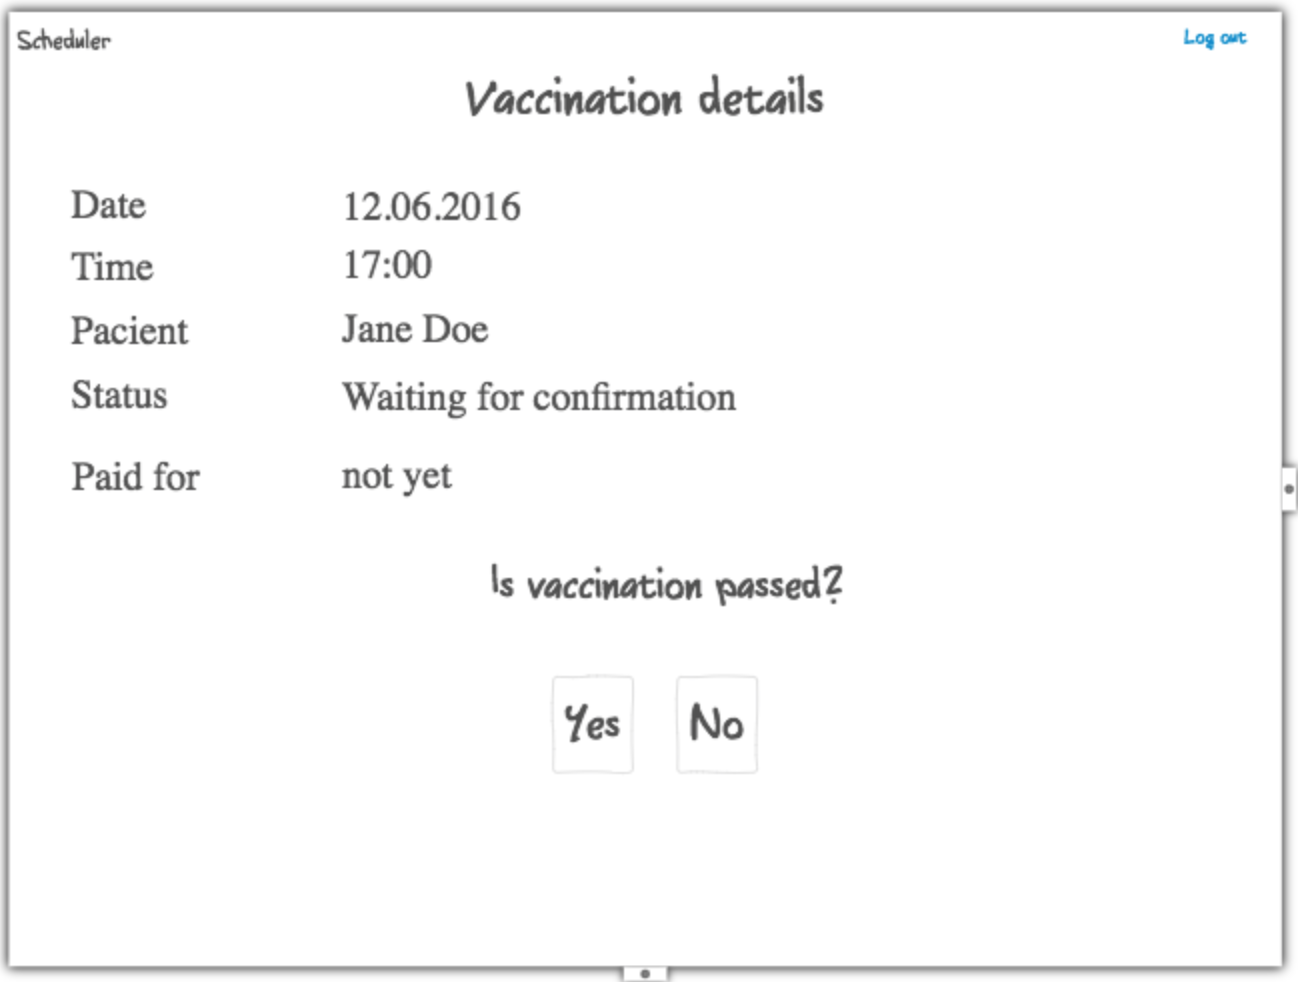 Scheduler
Log out
Vaccination details
Date 12.06.2016
Time 17:00
Pacient Jane Doe
Status Waiting for confirmation
Paid for not yet
Is vaccination passed?
Yes No